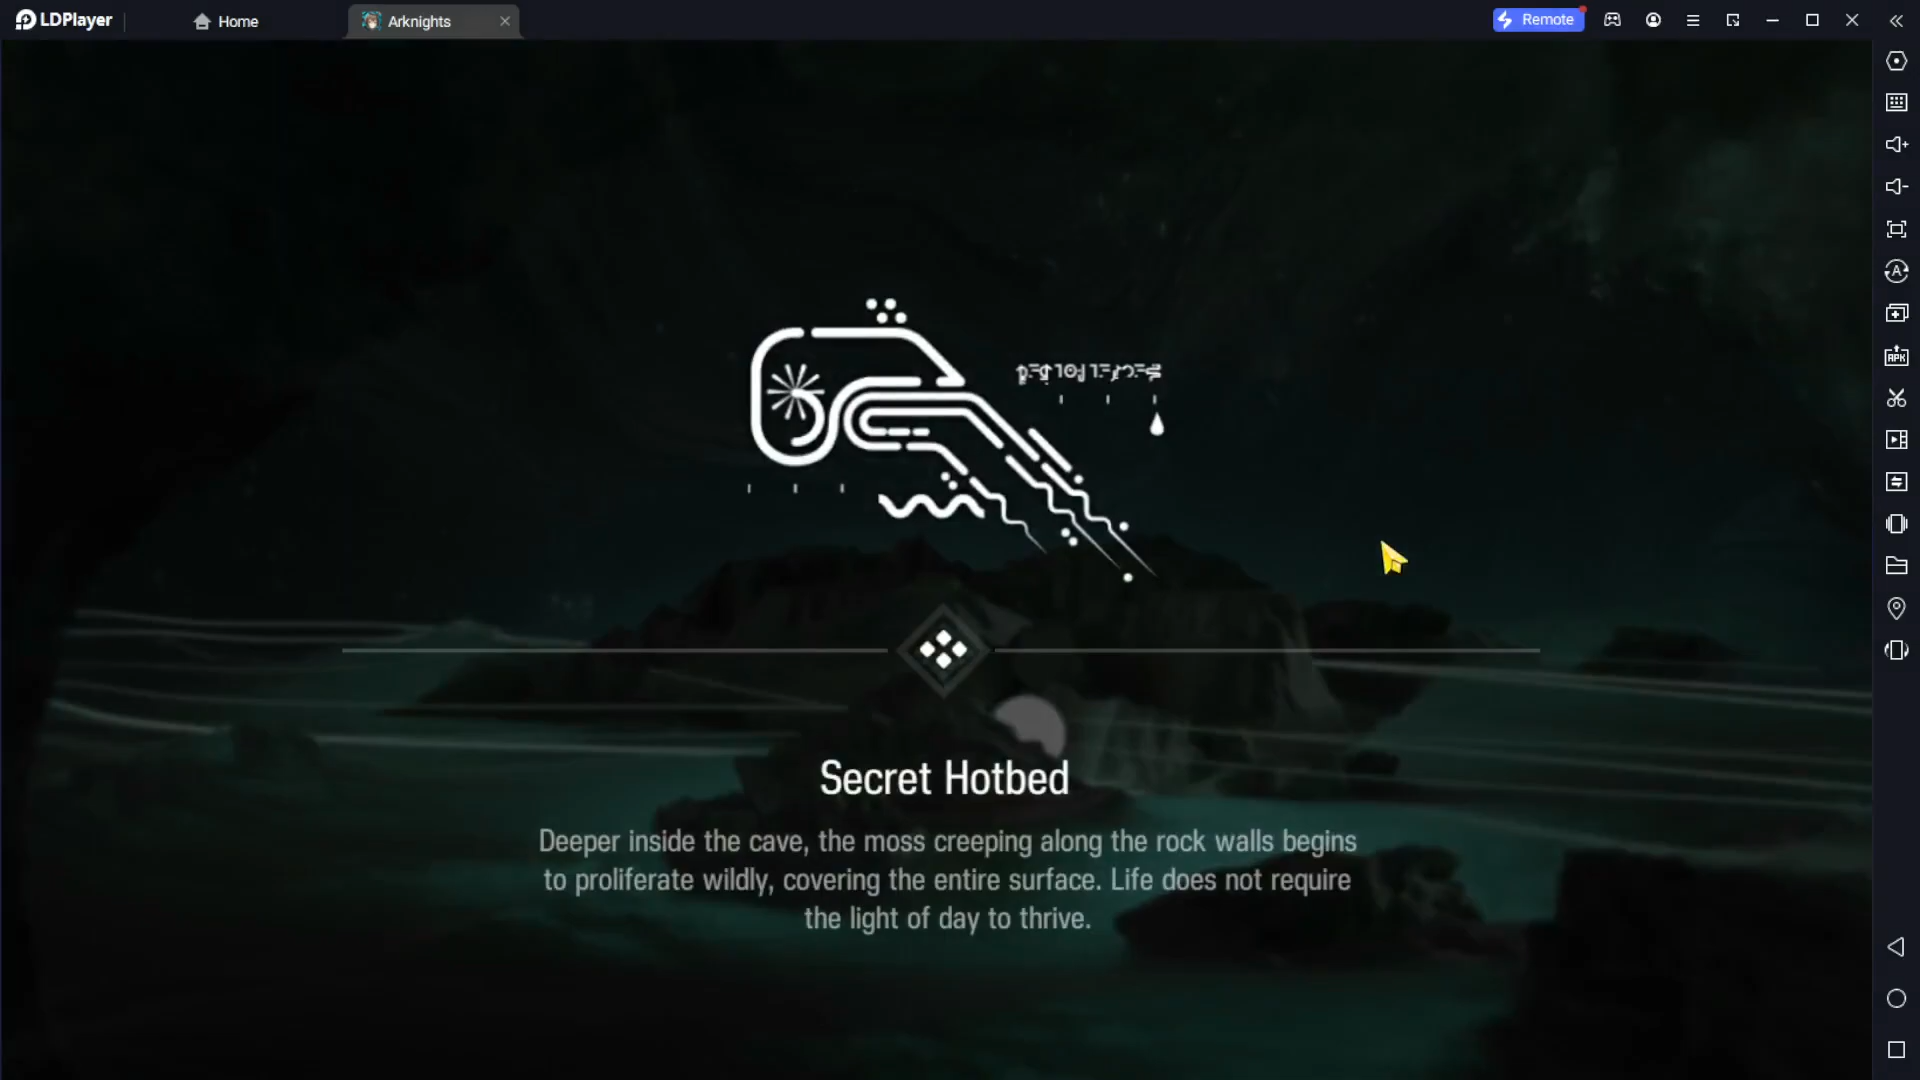 LDPlayer
Home
Arknights
Remote
Secret Hotbed
Deeper inside the cave, the moss creeping along the rock walls begins
to proliferate wildly, covering the entire surface. Life does not require
the light of day to thrive.
A
APK